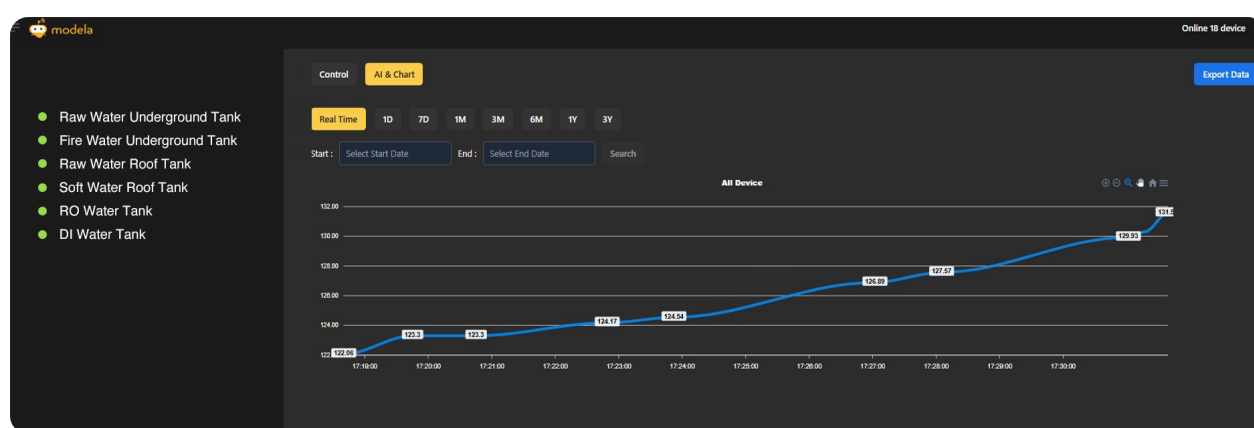 modela
Online 18 device
Control AI & Chart
Export Data
Raw Water Underground Tank
Fire Water Underground Tank
Raw Water Roof Tank
Soft Water Roof Tank
RO Water Tank
DI Water Tank
Real Time 1D 7D 1M 3M 6M 1Y 3Y
Start : Select Start Date End : Select End Date Search
All Device
132.00
131.5
130.00
129.93
128.00
127.57
126.89
126.00
124.54
124.17
124.00
123.3 123.3
122.06
17:19:00 17:20:00 17:21:00 17:22:00 17:23:00 17:24:00 17:25:00 17:26:00 17:27:00 17:28:00 17:29:00 17:30:00